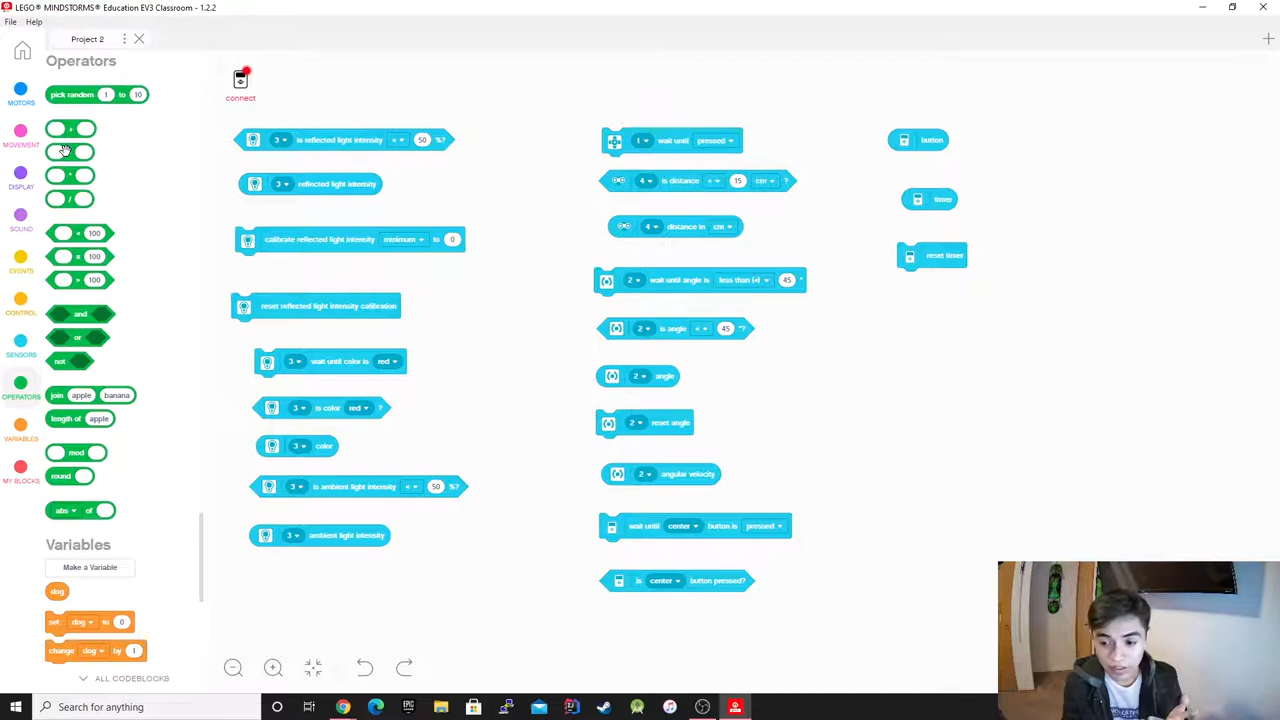 LEGO® MINDSTORMS® Education EV3 Classroom - 1.2.2
File Help
Project 2
Operators
MOTORS
MOVEMENT
DISPLAY
SOUND
EVENTS
CONTROL
SENSORS
OPERATORS
VARIABLES
MY BLOCKS
pick random 1 to 10
+
*
/
< 100
= 100
> 100
and
or
not
join apple banana
length of apple
mod
round
abs of
Variables
Make a Variable
dog
set dog to 0
change dog by 1
ALL CODEBLOCKS
connect
3 is reflected light intensity < 50 %?
3 reflected light intensity
calibrate reflected light intensity minimum to 0
reset reflected light intensity calibration
3 wait until color is red
3 is color red ?
3 color
3 is ambient light intensity < 50 %?
3 ambient light intensity
1 wait until pressed
4 is distance < 15 cm ?
4 distance in cm
2 wait until angle is less than (<) 45 °
2 is angle < 45 °?
2 angle
2 reset angle
2 angular velocity
wait until center button is pressed
is center button pressed?
button
timer
reset timer
HOLLISTER
Search for anything
EPIC